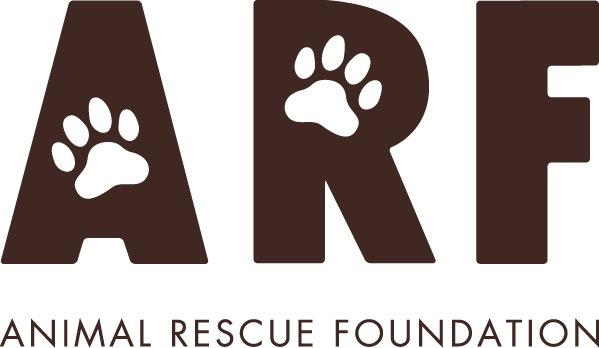 ARF
ANIMAL RESCUE FOUNDATION